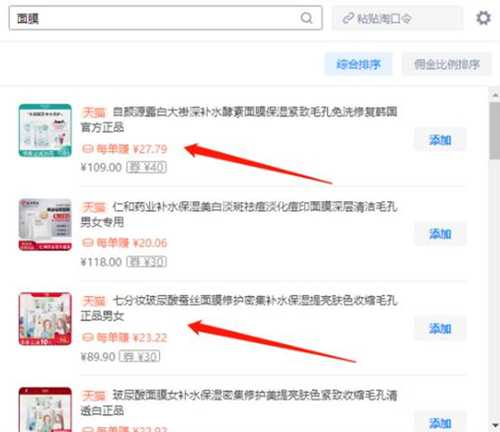 面膜
粘贴淘口令
综合排序
佣金比例排序
天猫 自颜源露白大褂深补水酵素面膜保湿紧致毛孔免洗修复韩国
官方正品
每单赚 ¥27.79
¥109.00 券 ¥40
添加
天猫 仁和药业补水保湿美白淡斑祛痘淡化痘印面膜深层清洁毛孔
男女专用
每单赚 ¥20.06
¥118.00 券 ¥30
添加
天猫 七分妆玻尿酸蚕丝面膜修护密集补水保湿提亮肤色收缩毛孔
正品男女
每单赚 ¥23.22
¥89.90 券 ¥30
添加
天猫 玻尿酸面膜女补水保湿密集修护美提亮肤色紧致收缩毛孔清
透白正品
每单赚 ¥22.92
添加